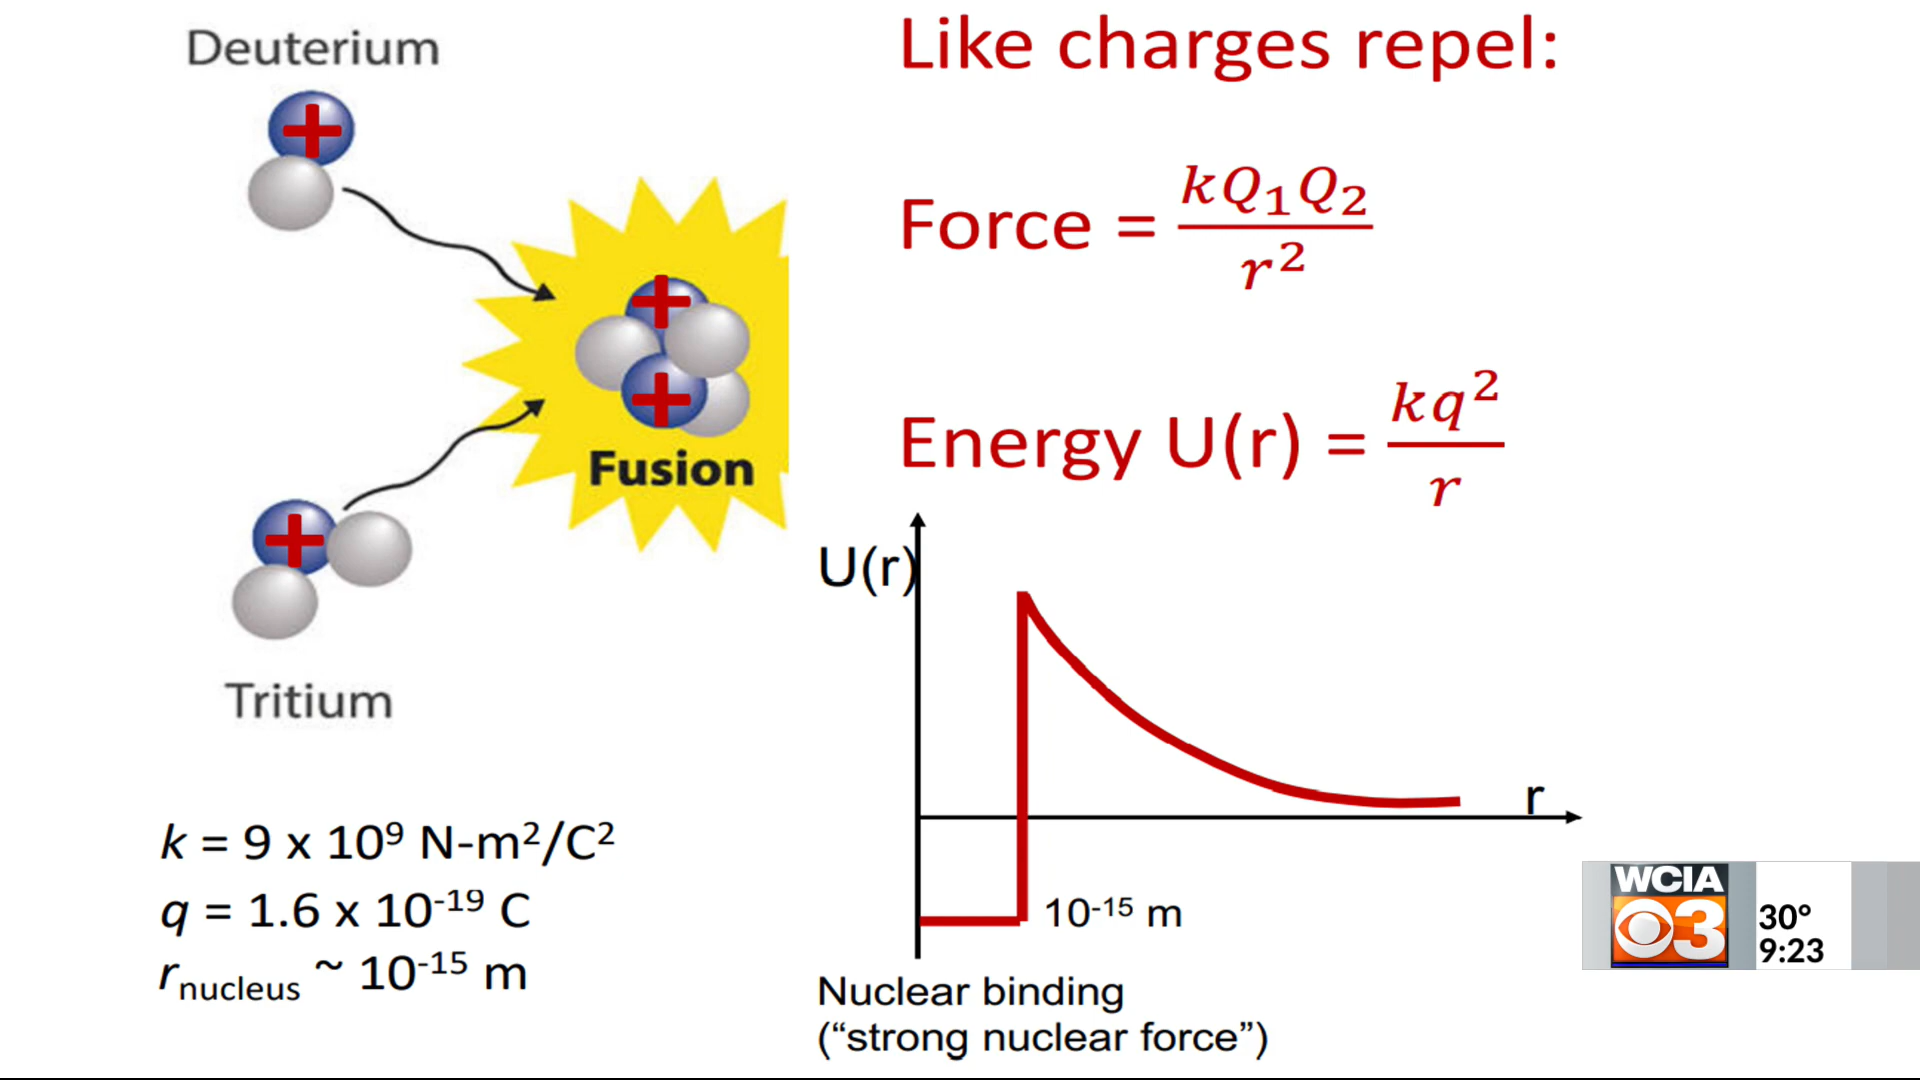 Deuterium
Fusion
Tritium
k = 9 x 10⁹ N-m²/C²
q = 1.6 x 10⁻¹⁹ C
r_nucleus ~ 10⁻¹⁵ m
Like charges repel:
Force = kQ₁Q₂/r²
Energy U(r) = kq²/r
U(r)
r
10⁻¹⁵ m
Nuclear binding
(“strong nuclear force”)
WCIA
3
30°
9:23